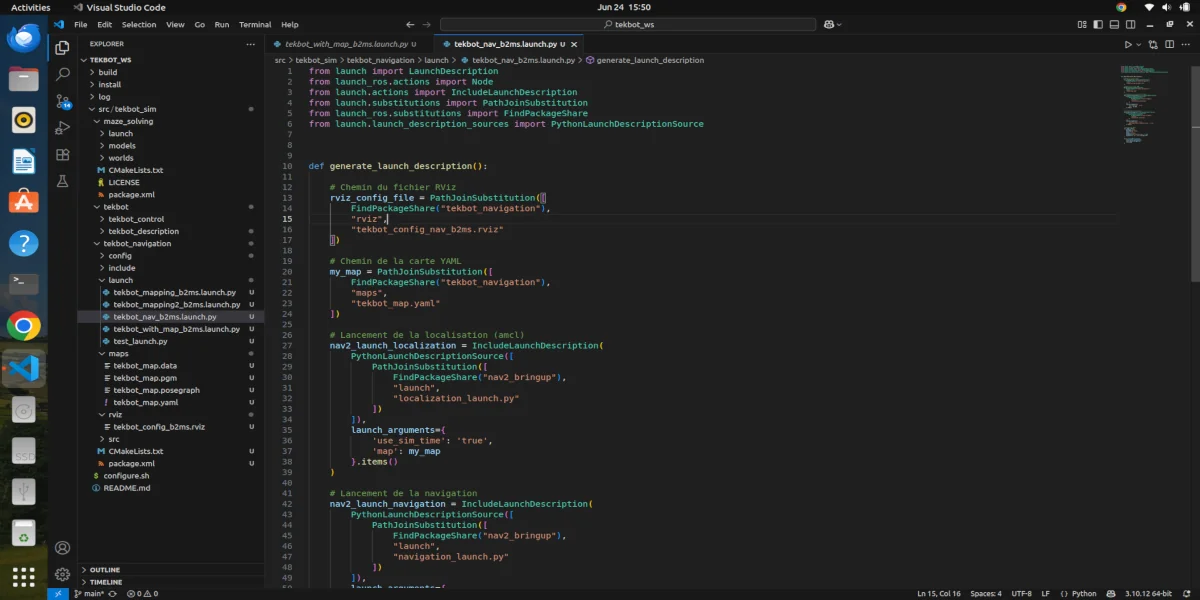 Activities
Visual Studio Code
Jun 24 15:50
File Edit Selection View Go Run Terminal Help
tekbot_ws
EXPLORER
TEKBOT_WS
build
install
log
src/tekbot_sim
maze_solving
launch
models
worlds
CMakeLists.txt
LICENSE
package.xml
tekbot
tekbot_control
tekbot_description
tekbot_navigation
config
include
launch
tekbot_mapping_b2ms.launch.py U
tekbot_mapping2_b2ms.launch.py U
tekbot_nav_b2ms.launch.py U
tekbot_with_map_b2ms.launch.py U
test_launch.py U
maps
tekbot_map.data U
tekbot_map.pgm U
tekbot_map.posegraph U
tekbot_map.yaml U
rviz
tekbot_config_b2ms.rviz U
src
CMakeLists.txt U
package.xml U
configure.sh
README.md
OUTLINE
TIMELINE
tekbot_with_map_b2ms.launch.py U
tekbot_nav_b2ms.launch.py U
src > tekbot_sim > tekbot_navigation > launch > tekbot_nav_b2ms.launch.py > generate_launch_description
1 from launch import LaunchDescription
2 from launch_ros.actions import Node
3 from launch.actions import IncludeLaunchDescription
4 from launch.substitutions import PathJoinSubstitution
5 from launch_ros.substitutions import FindPackageShare
6 from launch.launch_description_sources import PythonLaunchDescriptionSource
7
8
9
10 def generate_launch_description():
11
12 # Chemin du fichier RViz
13 rviz_config_file = PathJoinSubstitution([
14 FindPackageShare("tekbot_navigation"),
15 "rviz",
16 "tekbot_config_nav_b2ms.rviz"
17 ])
18
19 # Chemin de la carte YAML
20 my_map = PathJoinSubstitution([
21 FindPackageShare("tekbot_navigation"),
22 "maps",
23 "tekbot_map.yaml"
24 ])
25
26 # Lancement de la localisation (amcl)
27 nav2_launch_localization = IncludeLaunchDescription(
28 PythonLaunchDescriptionSource([
29 PathJoinSubstitution([
30 FindPackageShare("nav2_bringup"),
31 "launch",
32 "localization_launch.py"
33 ])
34 ]),
35 launch_arguments={
36 'use_sim_time': 'true',
37 'map': my_map
38 }.items()
39 )
40
41 # Lancement de la navigation
42 nav2_launch_navigation = IncludeLaunchDescription(
43 PythonLaunchDescriptionSource([
44 PathJoinSubstitution([
45 FindPackageShare("nav2_bringup"),
46 "launch",
47 "navigation_launch.py"
48 ])
49 ]),
50 launch_arguments={
main* 0 0
Ln 15, Col 16 Spaces: 4 UTF-8 LF Python 3.10.12 64-bit